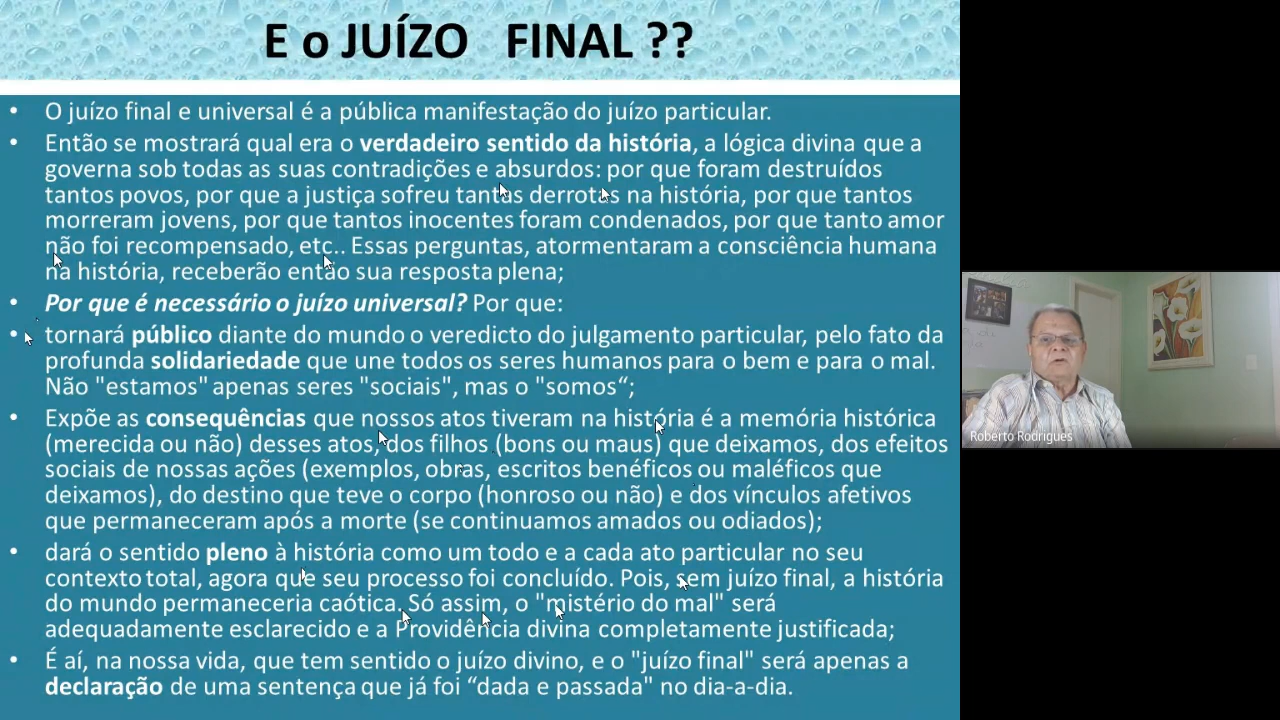 E o JUÍZO FINAL ??
• O juízo final e universal é a pública manifestação do juízo particular.
• Então se mostrará qual era o verdadeiro sentido da história, a lógica divina que a
governa sob todas as suas contradições e absurdos: por que foram destruídos
tantos povos, por que a justiça sofreu tantas derrotas na história, por que tantos
morreram jovens, por que tantos inocentes foram condenados, por que tanto amor
não foi recompensado, etc.. Essas perguntas, atormentaram a consciência humana
na história, receberão então sua resposta plena;
• Por que é necessário o juízo universal? Por que:
• tornará público diante do mundo o veredicto do julgamento particular, pelo fato da
profunda solidariedade que une todos os seres humanos para o bem e para o mal.
Não "estamos" apenas seres "sociais", mas o "somos“;
• Expõe as consequências que nossos atos tiveram na história é a memória histórica
(merecida ou não) desses atos, dos filhos (bons ou maus) que deixamos, dos efeitos
sociais de nossas ações (exemplos, obras, escritos benéficos ou maléficos que
deixamos), do destino que teve o corpo (honroso ou não) e dos vínculos afetivos
que permaneceram após a morte (se continuamos amados ou odiados);
• dará o sentido pleno à história como um todo e a cada ato particular no seu
contexto total, agora que seu processo foi concluído. Pois, sem juízo final, a história
do mundo permaneceria caótica. Só assim, o "mistério do mal" será
adequadamente esclarecido e a Providência divina completamente justificada;
• É aí, na nossa vida, que tem sentido o juízo divino, e o "juízo final" será apenas a
declaração de uma sentença que já foi “dada e passada" no dia-a-dia.
Roberto Rodrigues